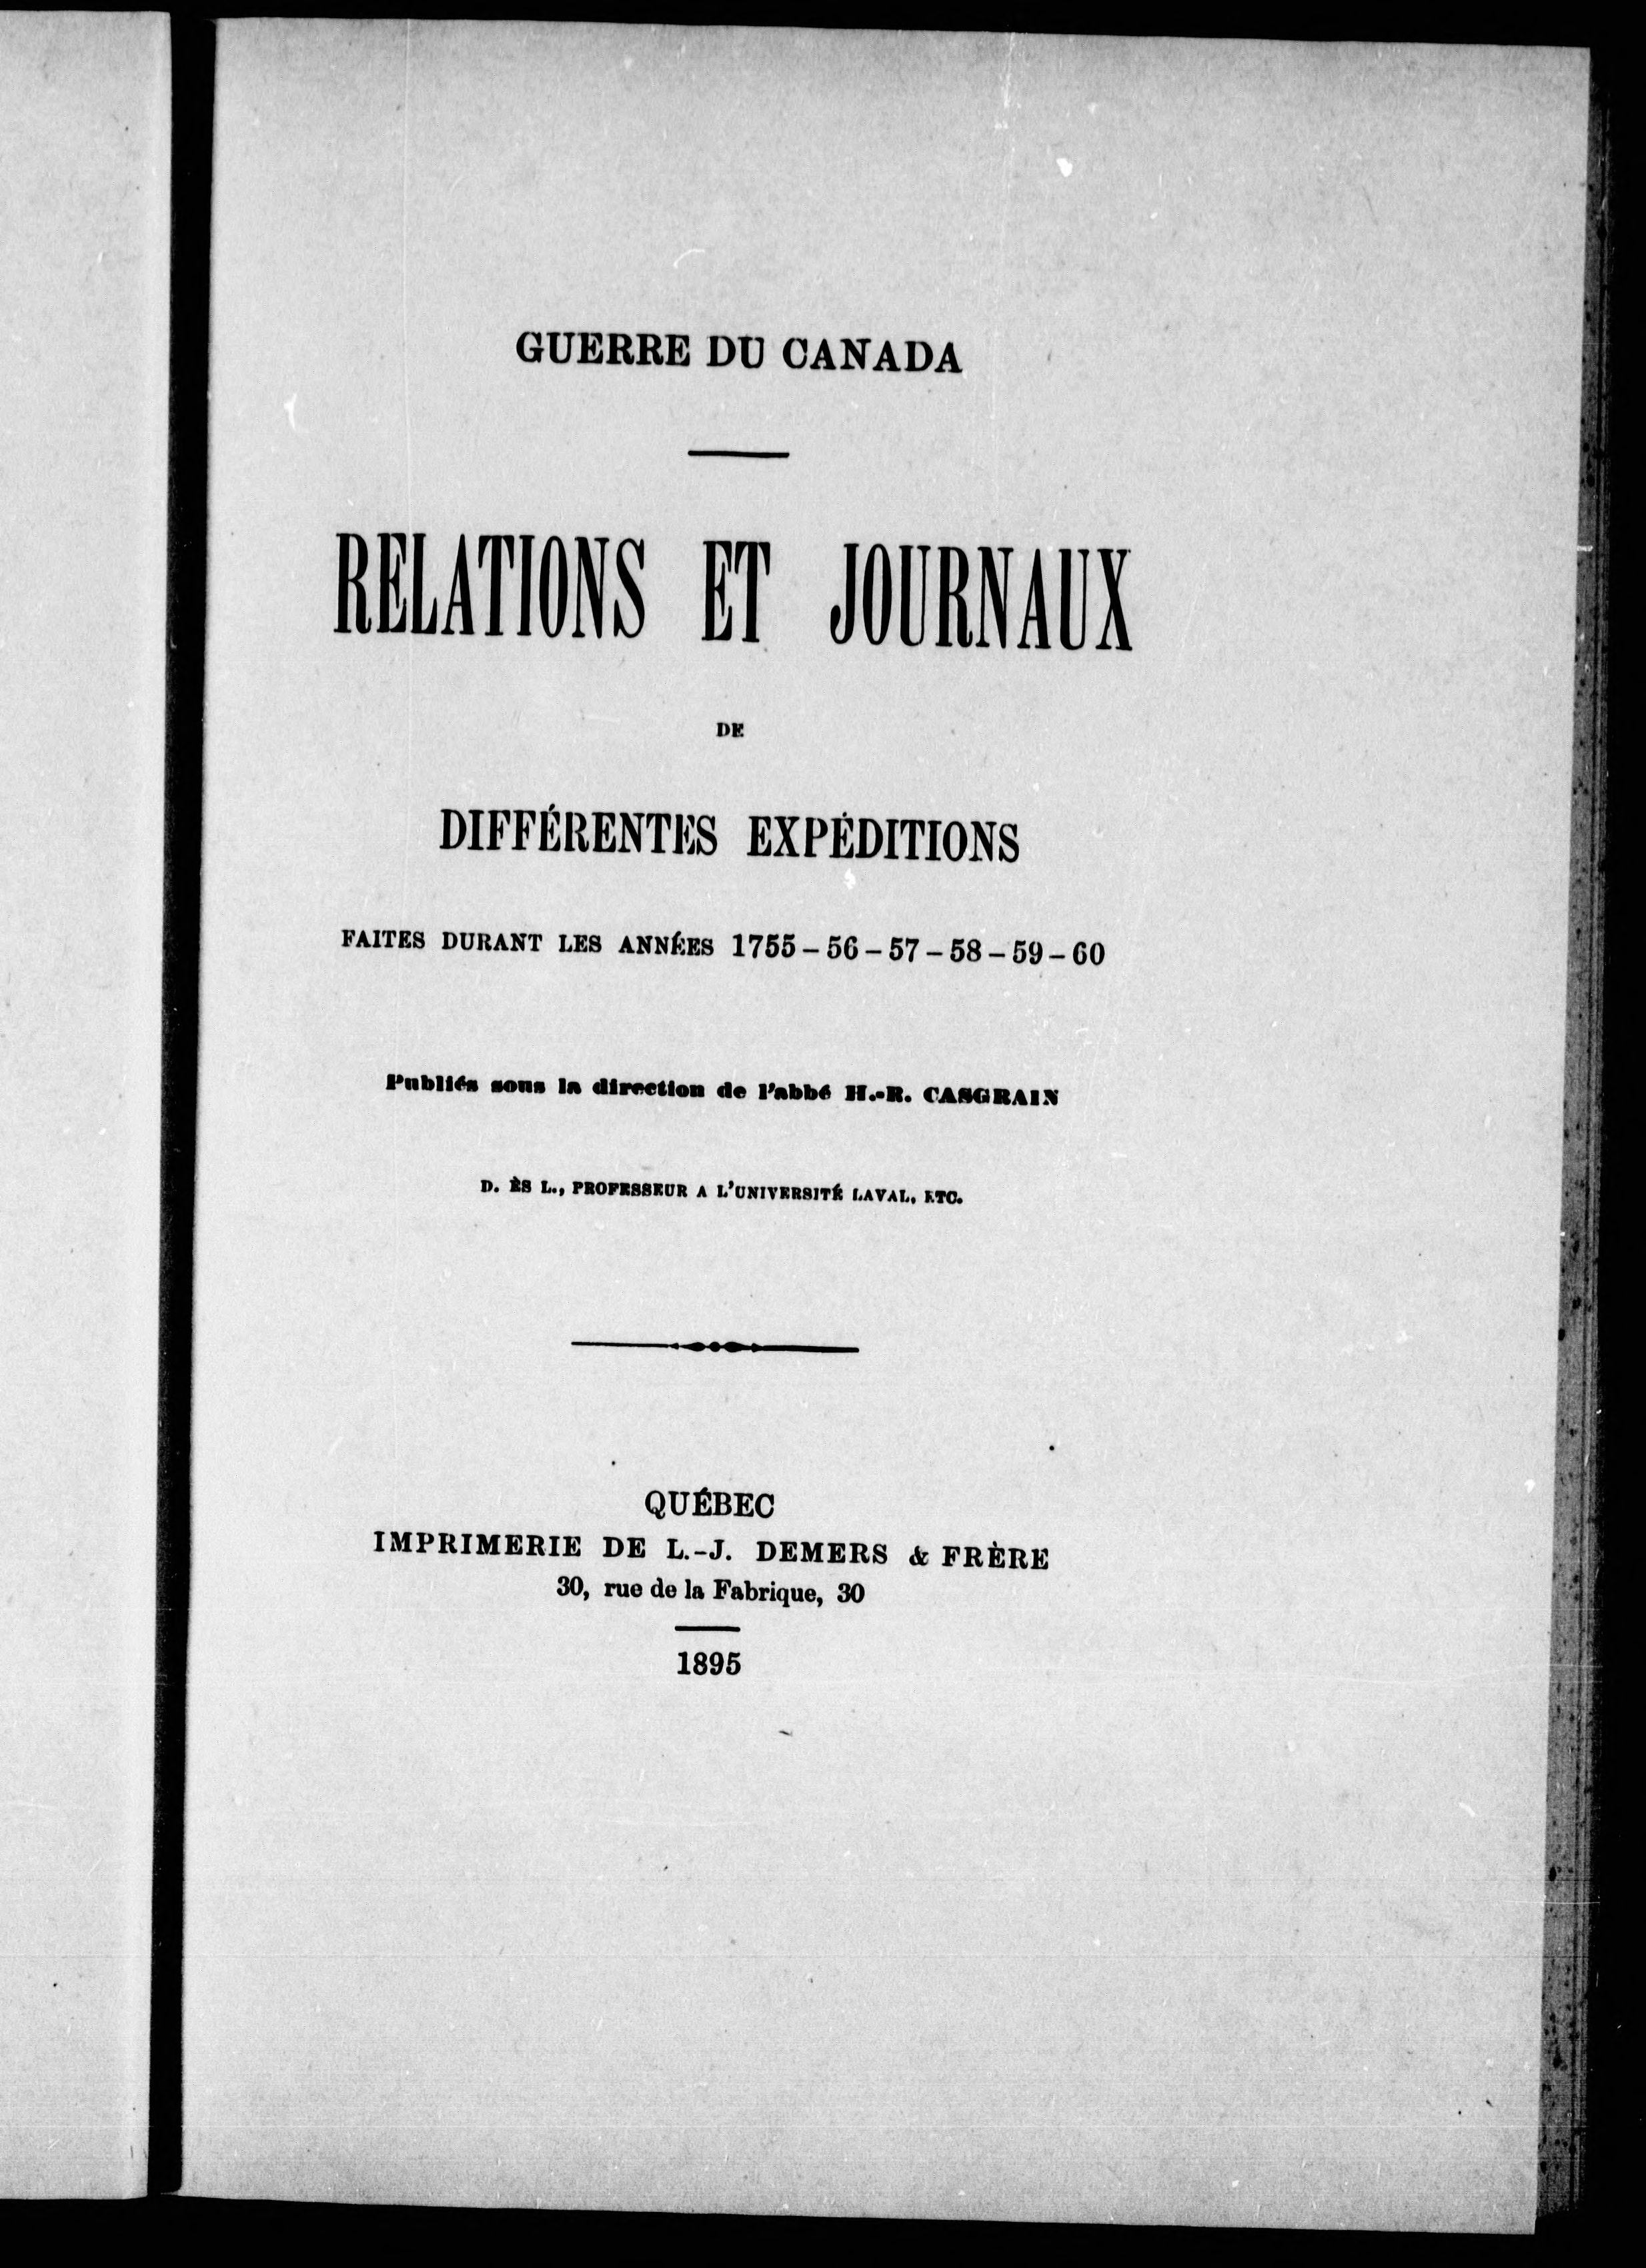 GUERRE DU CANADA
RELATIONS ET JOURNAUX
DE
DIFFÉRENTES EXPÉDITIONS
FAITES DURANT LES ANNÉES 1755 – 56 – 57 – 58 – 59 – 60
Publiés sous la direction de l'abbé H.-R. CASGRAIN
D. ÈS L., PROFESSEUR A L'UNIVERSITÉ LAVAL, ETC.
QUÉBEC
IMPRIMERIE DE L.-J. DEMERS & FRÈRE
30, rue de la Fabrique, 30
1895